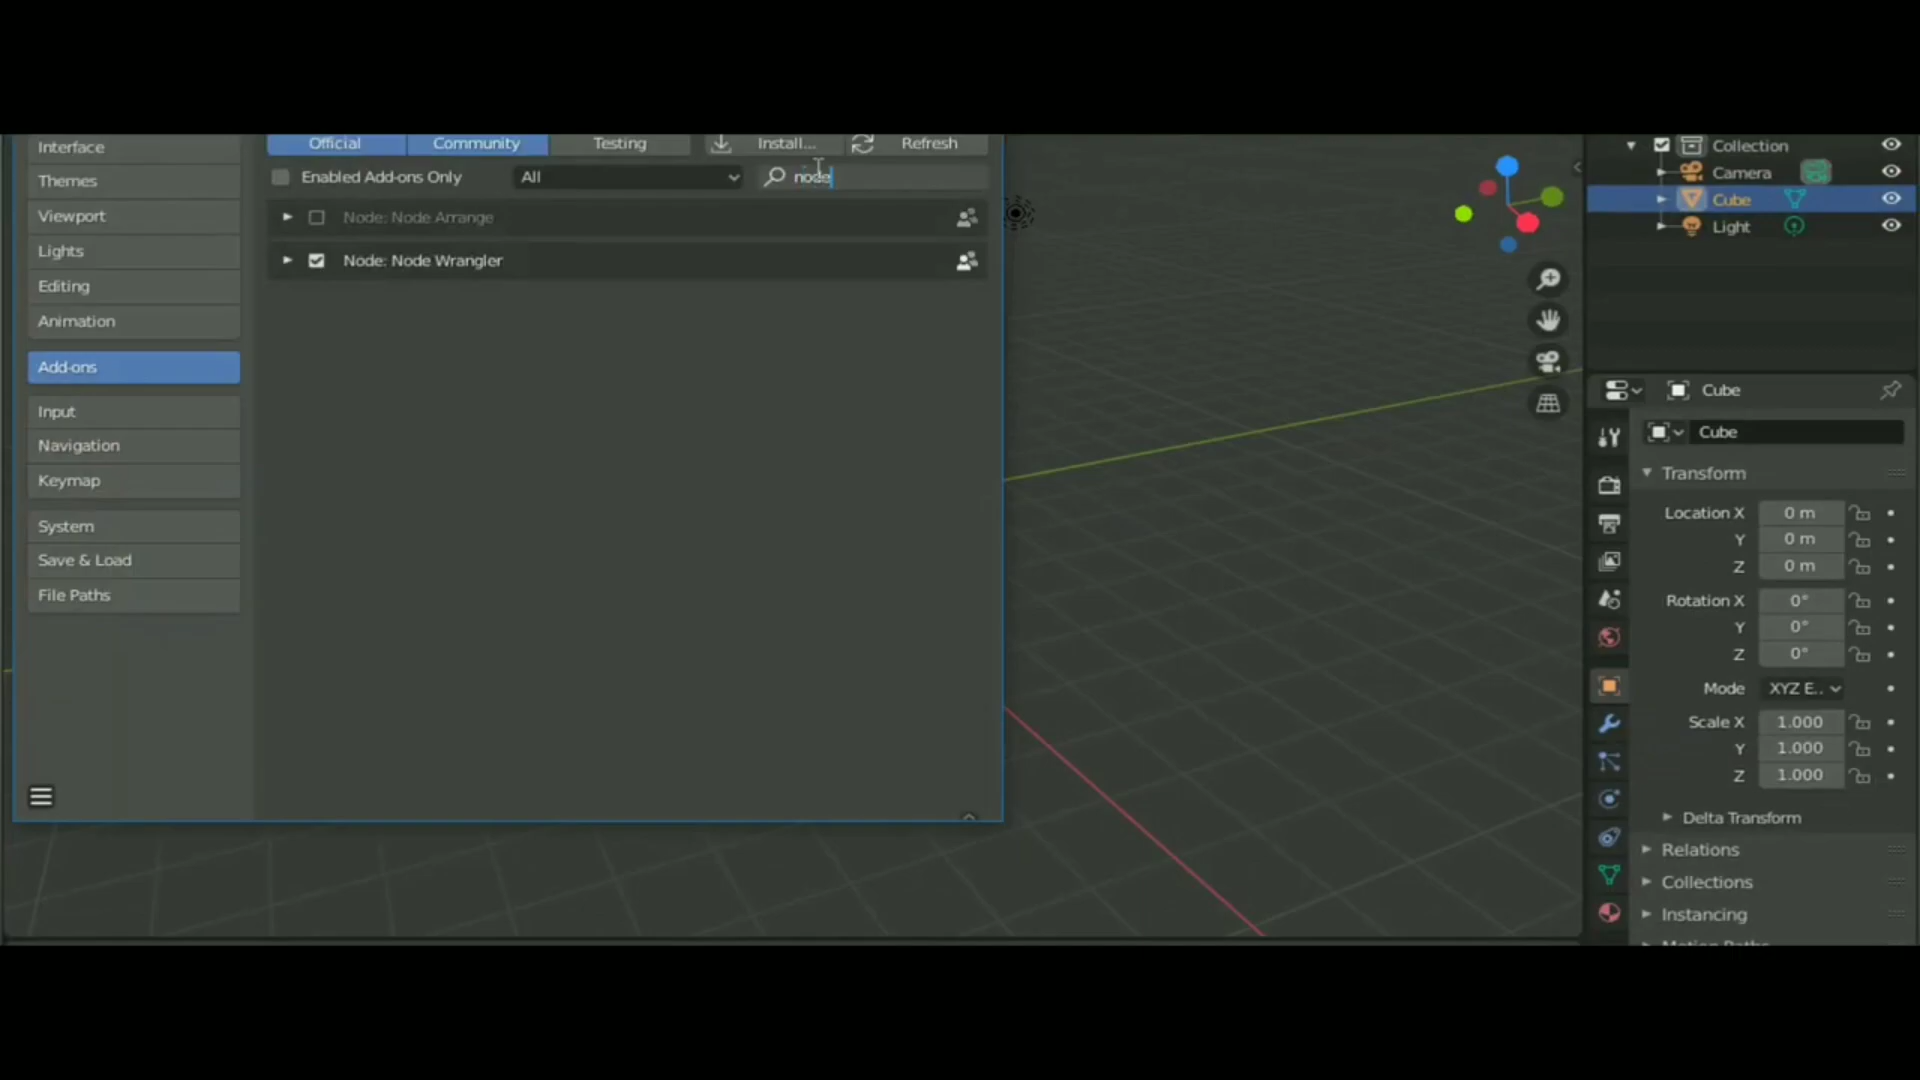 Interface
Themes
Viewport
Lights
Editing
Animation
Add-ons
Input
Navigation
Keymap
System
Save & Load
File Paths
Official Community Testing Install... Refresh
Enabled Add-ons Only All node
Node: Node Arrange
Node: Node Wrangler
Collection
Camera
Cube
Light
Cube
Cube
Transform
Location X 0 m
Y 0 m
Z 0 m
Rotation X 0°
Y 0°
Z 0°
Mode XYZ E..
Scale X 1.000
Y 1.000
Z 1.000
Delta Transform
Relations
Collections
Instancing
Motion Paths